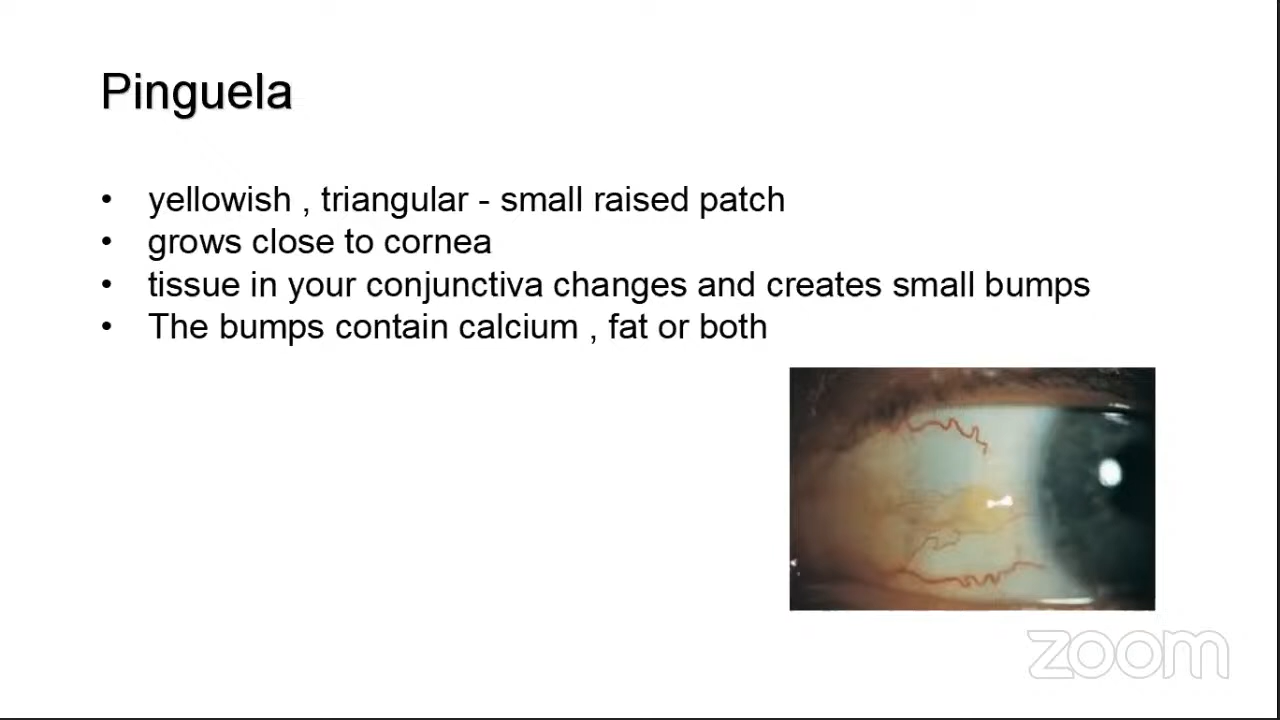 Pinguela
• yellowish , triangular - small raised patch
• grows close to cornea
• tissue in your conjunctiva changes and creates small bumps
• The bumps contain calcium , fat or both
zoom